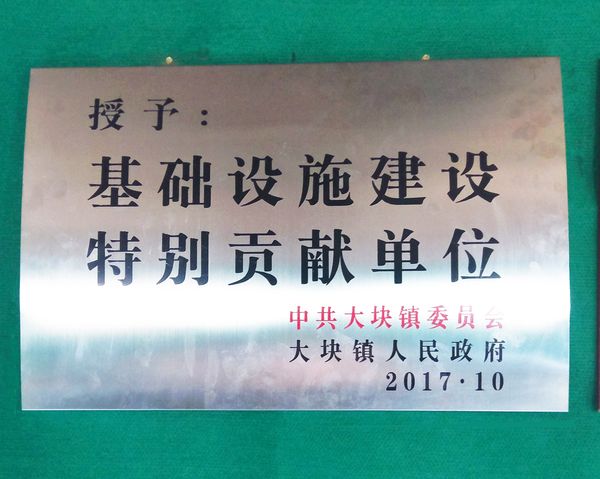 授予：
基础设施建设
特别贡献单位
中共大块镇委员会
大块镇人民政府
2017·10